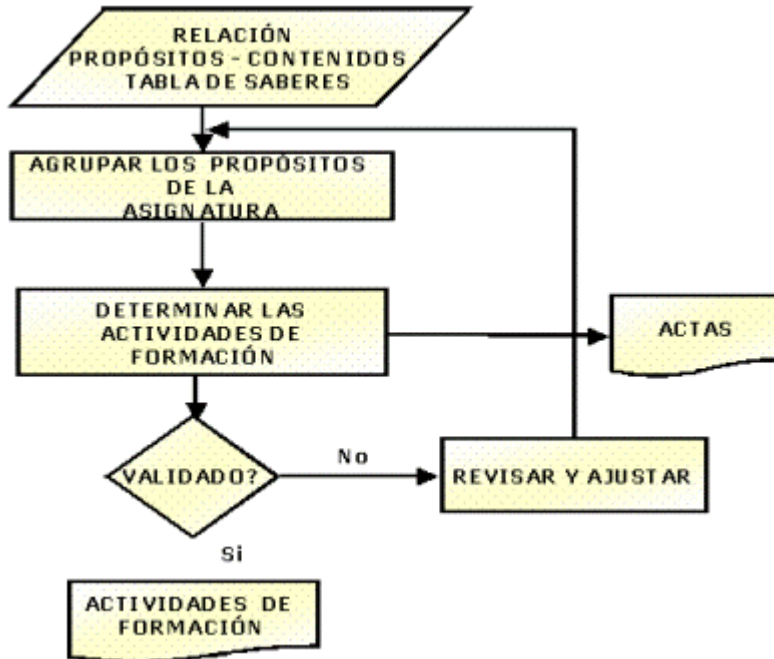 RELACIÓN
PROPÓSITOS - CONTENIDOS
TABLA DE SABERES
AGRUPAR LOS PROPÓSITOS
DE LA
ASIGNATURA
DETERMINAR LAS
ACTIVIDADES DE
FORMACIÓN
ACTAS
VALIDADO?
No
REVISAR Y AJUSTAR
Si
ACTIVIDADES DE
FORMACIÓN